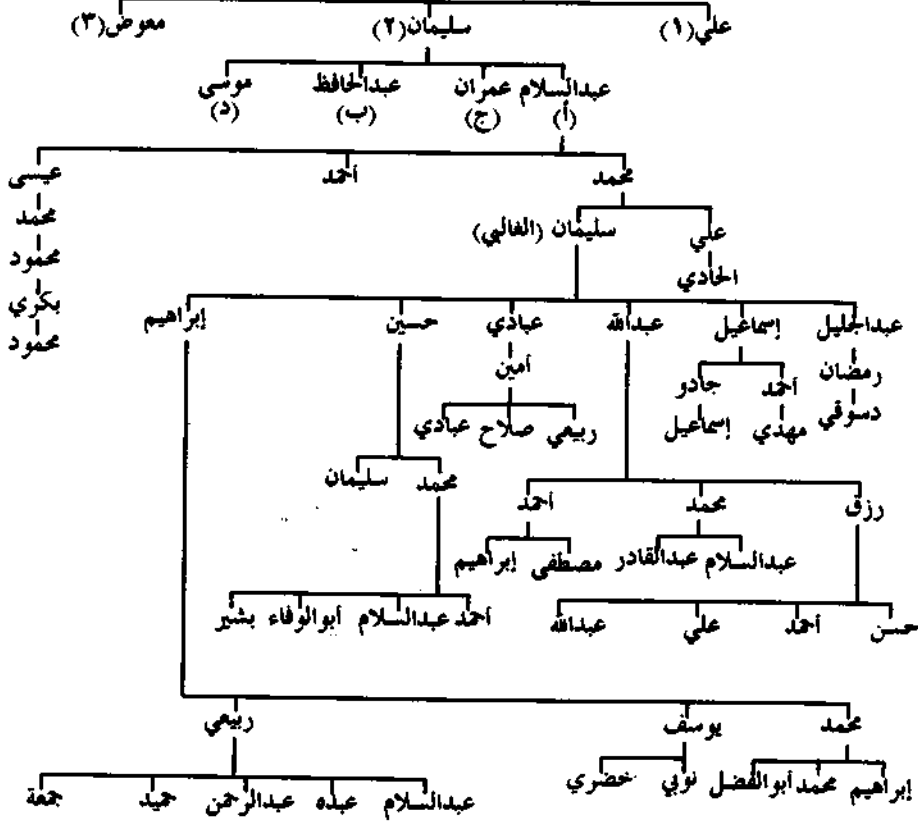 علي (١) سليمان (٢) معوض (٣)
عبدالسلام عمران عبدالحافظ موسى
(أ) (ج) (ب) (د)
محمد أحمد عيسى
محمد
علي سليمان (الغالبي)
محمود
الحادي
بكري
عبدالجليل إسماعيل عبدالله عبادي حسين إبراهيم
محمود
رمضان أحمد جادو أمين
دسوقي مهدي إسماعيل ربيعي صلاح عبادي
محمد سليمان
رزق محمد أحمد
عبدالسلام عبدالقادر مصطفى إبراهيم
حسن أحمد علي عبدالله أحمد عبدالسلام أبوالوفاء بشير
محمد يوسف ربيعي
إبراهيم محمد أبوالفضل نوبي خضري عبدالسلام عبده عبدالرحمن حميد جمعة